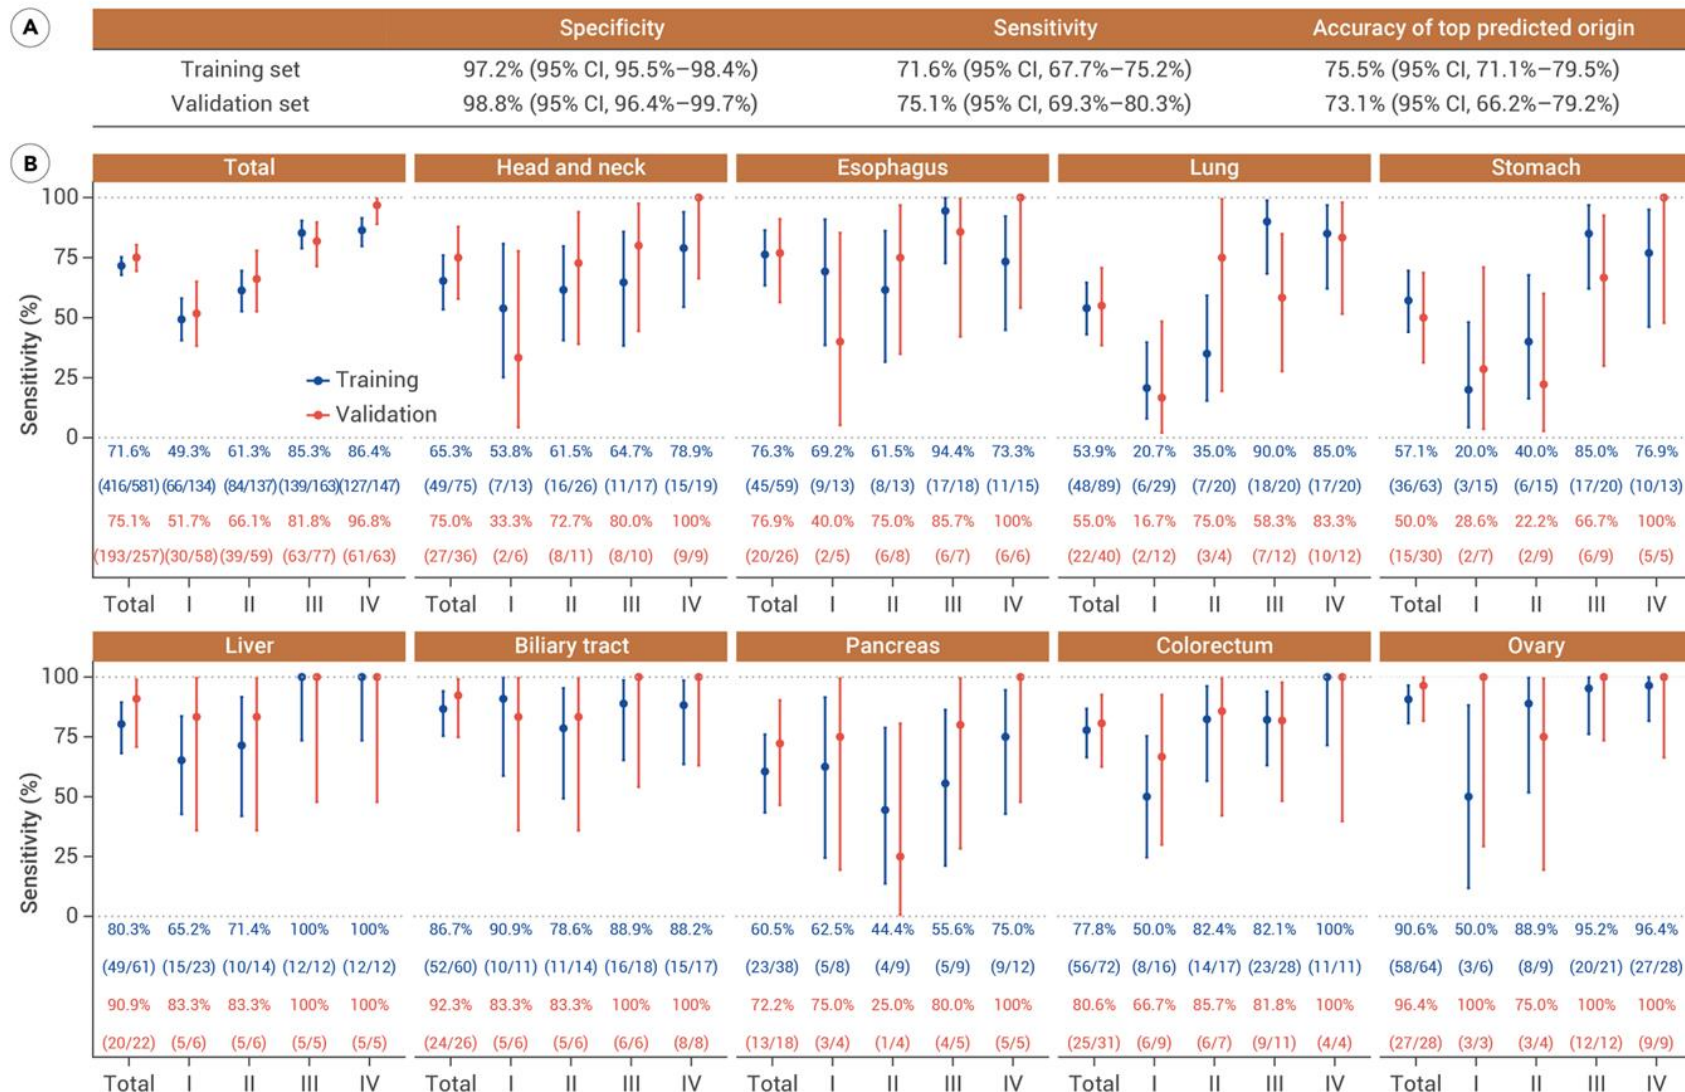 A
Specificity Sensitivity Accuracy of top predicted origin
Training set 97.2% (95% CI, 95.5%–98.4%) 71.6% (95% CI, 67.7%–75.2%) 75.5% (95% CI, 71.1%–79.5%)
Validation set 98.8% (95% CI, 96.4%–99.7%) 75.1% (95% CI, 69.3%–80.3%) 73.1% (95% CI, 66.2%–79.2%)
B
Total Head and neck Esophagus Lung Stomach
100
75
50
25
0
Sensitivity (%)
Training
Validation
71.6% 49.3% 61.3% 85.3% 86.4% 65.3% 53.8% 61.5% 64.7% 78.9% 76.3% 69.2% 61.5% 94.4% 73.3% 53.9% 20.7% 35.0% 90.0% 85.0% 57.1% 20.0% 40.0% 85.0% 76.9%
(416/581) (66/134) (84/137) (139/163) (127/147) (49/75) (7/13) (16/26) (11/17) (15/19) (45/59) (9/13) (8/13) (17/18) (11/15) (48/89) (6/29) (7/20) (18/20) (17/20) (36/63) (3/15) (6/15) (17/20) (10/13)
75.1% 51.7% 66.1% 81.8% 96.8% 75.0% 33.3% 72.7% 80.0% 100% 76.9% 40.0% 75.0% 85.7% 100% 55.0% 16.7% 75.0% 58.3% 83.3% 50.0% 28.6% 22.2% 66.7% 100%
(193/257) (30/58) (39/59) (63/77) (61/63) (27/36) (2/6) (8/11) (8/10) (9/9) (20/26) (2/5) (6/8) (6/7) (6/6) (22/40) (2/12) (3/4) (7/12) (10/12) (15/30) (2/7) (2/9) (6/9) (5/5)
Total I II III IV Total I II III IV Total I II III IV Total I II III IV Total I II III IV
Liver Biliary tract Pancreas Colorectum Ovary
100
75
50
25
0
Sensitivity (%)
80.3% 65.2% 71.4% 100% 100% 86.7% 90.9% 78.6% 88.9% 88.2% 60.5% 62.5% 44.4% 55.6% 75.0% 77.8% 50.0% 82.4% 82.1% 100% 90.6% 50.0% 88.9% 95.2% 96.4%
(49/61) (15/23) (10/14) (12/12) (12/12) (52/60) (10/11) (11/14) (16/18) (15/17) (23/38) (5/8) (4/9) (5/9) (9/12) (56/72) (8/16) (14/17) (23/28) (11/11) (58/64) (3/6) (8/9) (20/21) (27/28)
90.9% 83.3% 83.3% 100% 100% 92.3% 83.3% 83.3% 100% 100% 72.2% 75.0% 25.0% 80.0% 100% 80.6% 66.7% 85.7% 81.8% 100% 96.4% 100% 75.0% 100% 100%
(20/22) (5/6) (5/6) (5/5) (5/5) (24/26) (5/6) (5/6) (6/6) (8/8) (13/18) (3/4) (1/4) (4/5) (5/5) (25/31) (6/9) (6/7) (9/11) (4/4) (27/28) (3/3) (3/4) (12/12) (9/9)
Total I II III IV Total I II III IV Total I II III IV Total I II III IV Total I II III IV